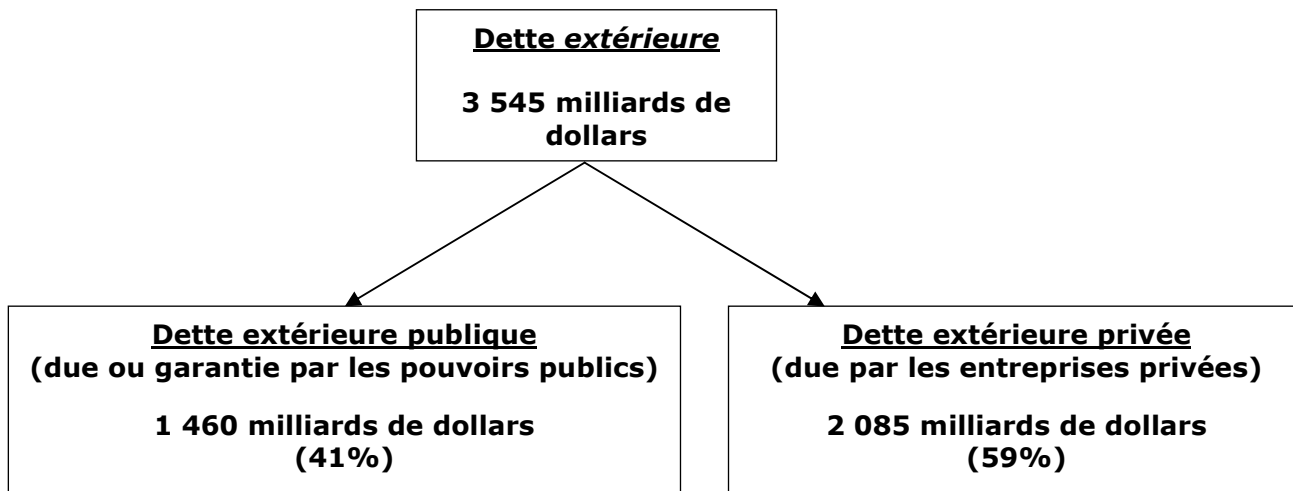 Dette extérieure
3 545 milliards de
dollars
Dette extérieure publique
(due ou garantie par les pouvoirs publics)
1 460 milliards de dollars
(41%)
Dette extérieure privée
(due par les entreprises privées)
2 085 milliards de dollars
(59%)